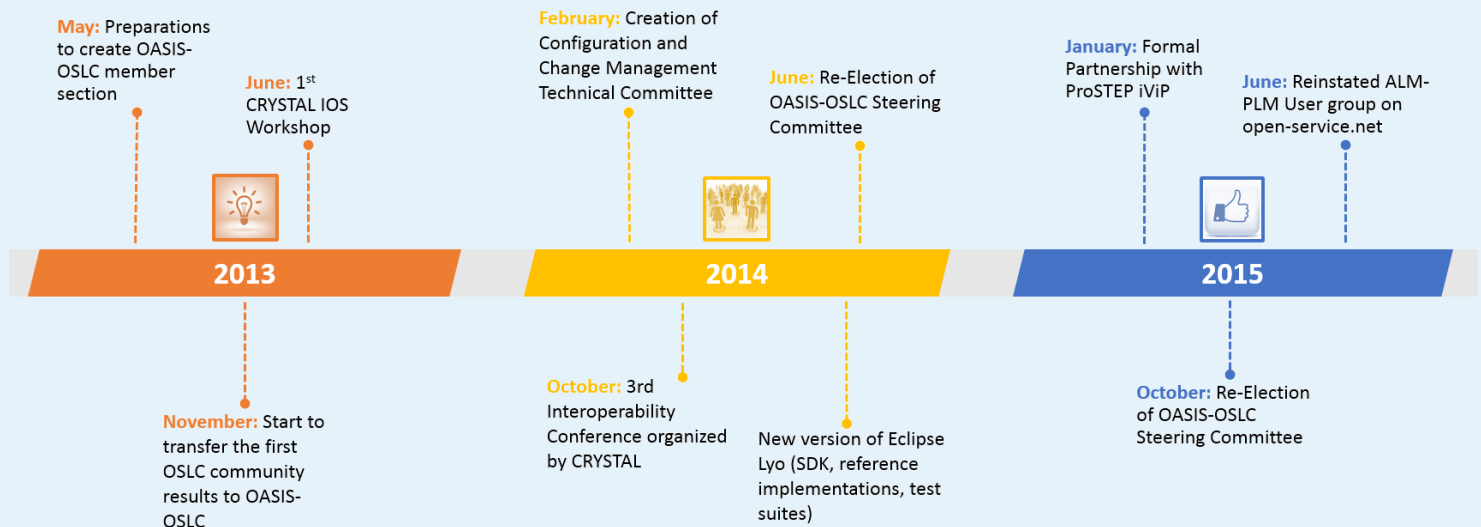 May: Preparations
to create OASIS-
OSLC member
section
June: 1st
CRYSTAL IOS
Workshop
February: Creation of
Configuration and
Change Management
Technical Committee
June: Re-Election of
OASIS-OSLC Steering
Committee
January: Formal
Partnership with
ProSTEP iViP
June: Reinstated ALM-
PLM User group on
open-service.net
2013
2014
2015
November: Start to
transfer the first
OSLC community
results to OASIS-
OSLC
October: 3rd
Interoperability
Conference organized
by CRYSTAL
New version of Eclipse
Lyo (SDK, reference
implementations, test
suites)
October: Re-Election
of OASIS-OSLC
Steering Committee